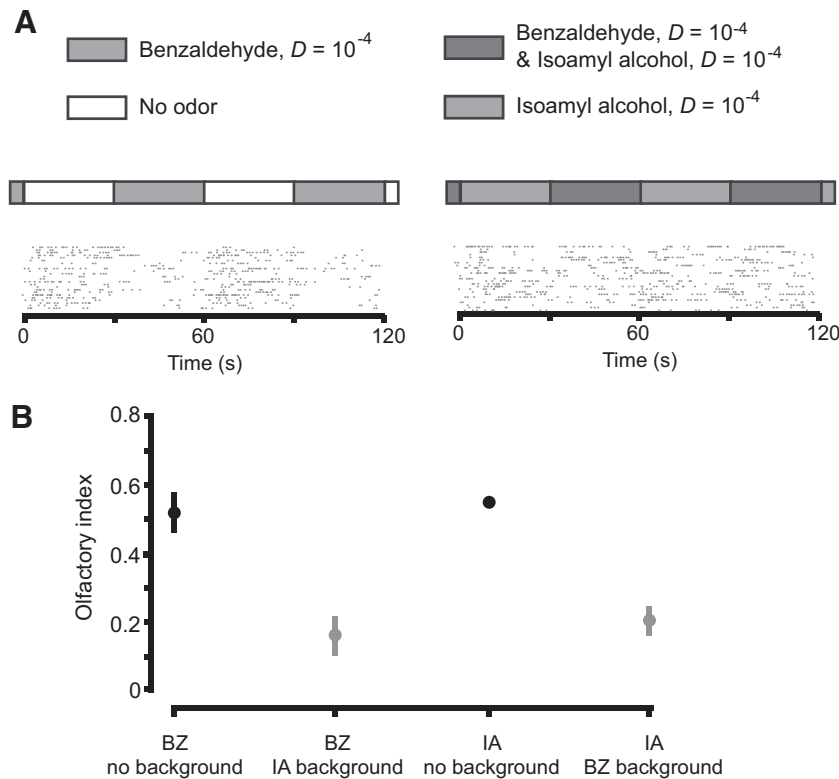 A
Benzaldehyde, D = 10⁻⁴
No odor
Benzaldehyde, D = 10⁻⁴
& Isoamyl alcohol, D = 10⁻⁴
Isoamyl alcohol, D = 10⁻⁴
0 60 120
Time (s)
0 60 120
Time (s)
B
Olfactory index
0.8
0.6
0.4
0.2
0
BZ
no background
BZ
IA background
IA
no background
IA
BZ background